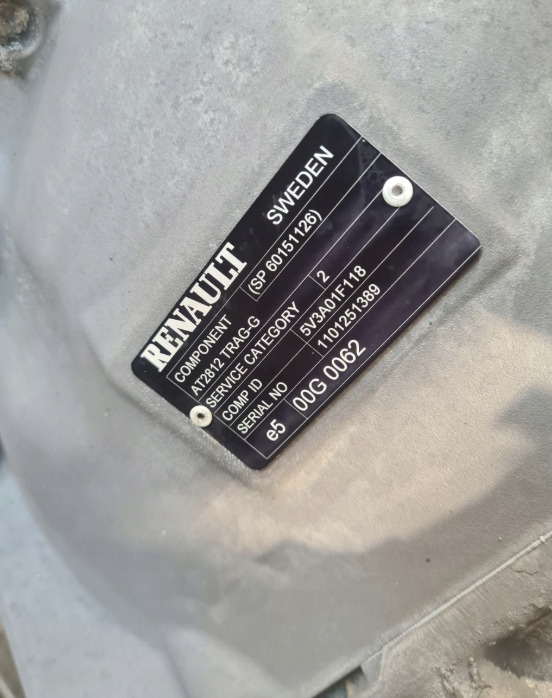 RENAULT SWEDEN
COMPONENT (SP 60151126)
AT2812 TRAG-G
SERVICE CATEGORY 2
COMP ID 5V3A01F118
SERIAL NO 1101251389
e5 00G 0062